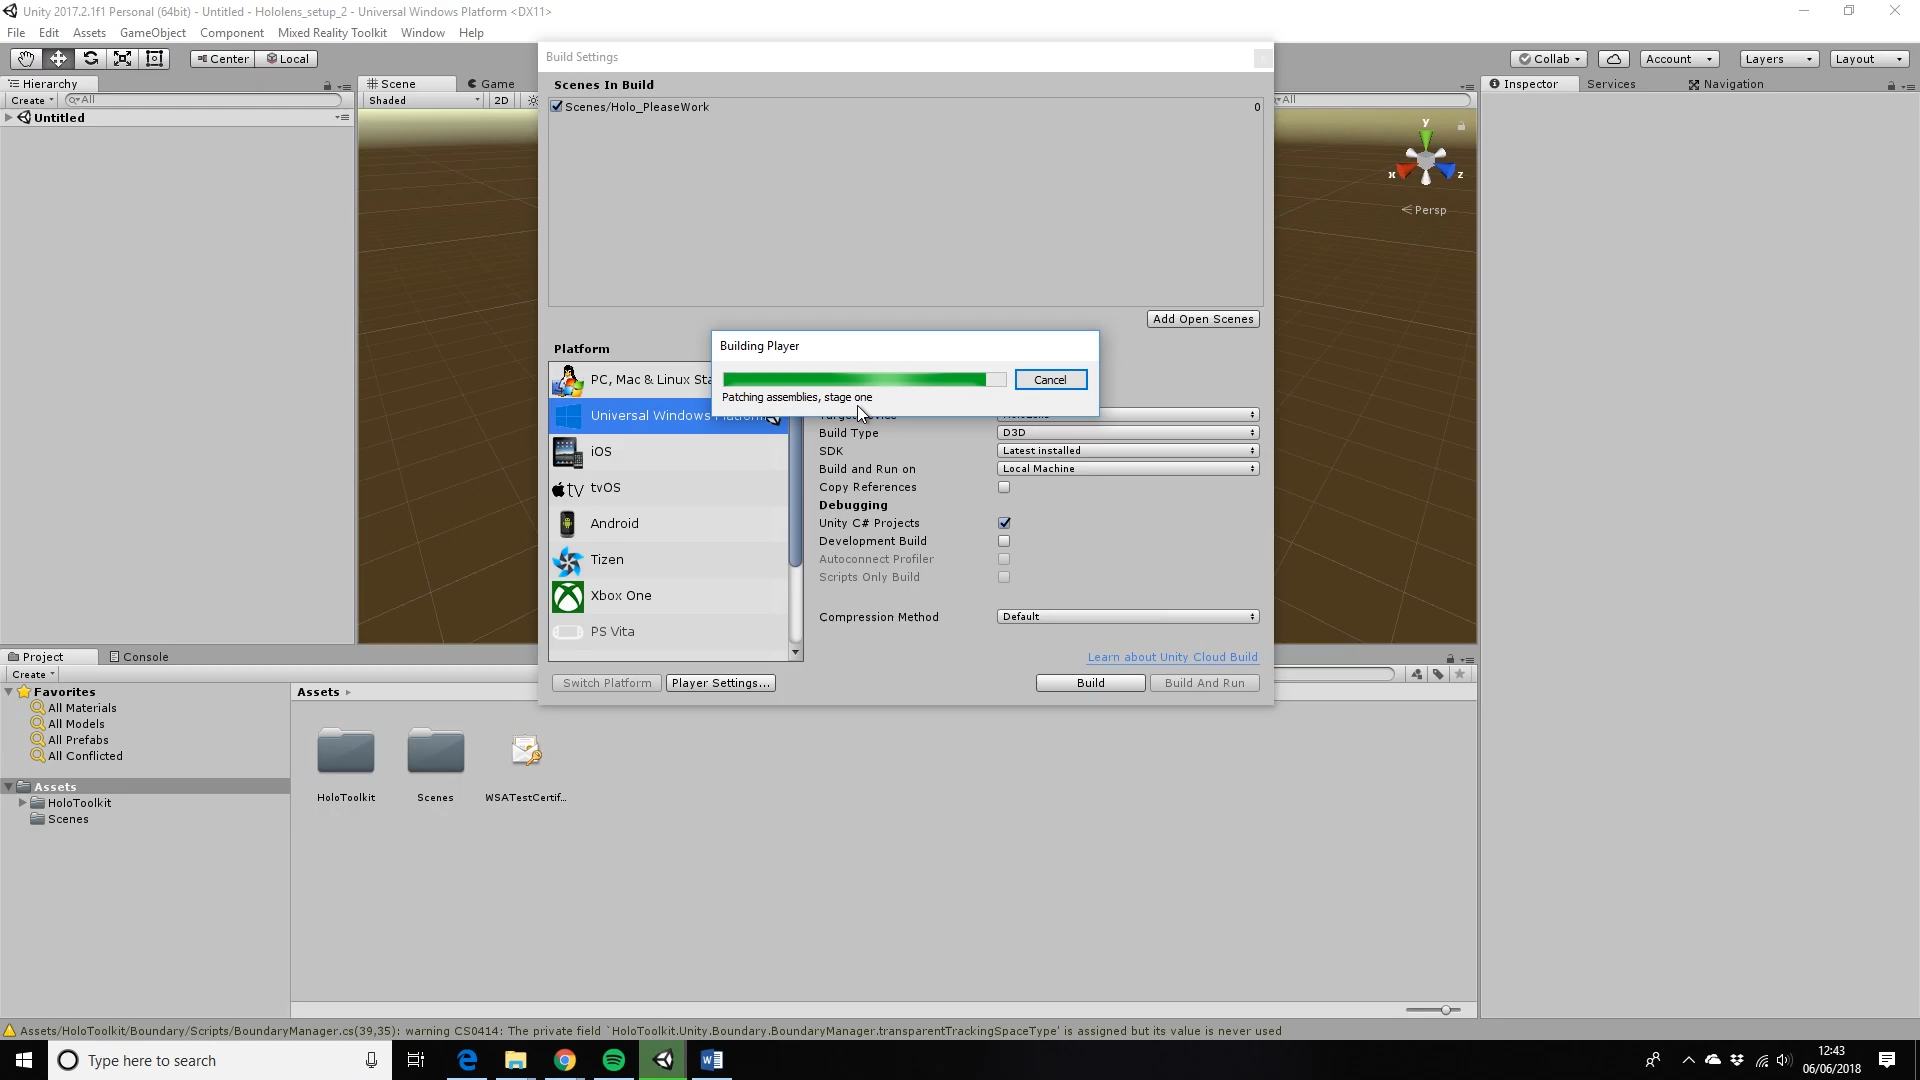 Unity 2017.2.1f1 Personal (64bit) - Untitled - Hololens_setup_2 - Universal Windows Platform <DX11>
File Edit Assets GameObject Component Mixed Reality Toolkit Window Help
Center Local Collab Account Layers Layout
Build Settings
Hierarchy
Create All
Untitled
Scene Game
Shaded 2D
All
Scenes In Build
Scenes/Holo_PleaseWork 0
Add Open Scenes
y
x z
Persp
Inspector Services Navigation
Platform
PC, Mac & Linux Sta
Universal Windows Platform
iOS
tv tvOS
Android
Tizen
Xbox One
PS Vita
Building Player
Cancel
Patching assemblies, stage one
Build Type D3D
SDK Latest installed
Build and Run on Local Machine
Copy References
Debugging
Unity C# Projects
Development Build
Autoconnect Profiler
Scripts Only Build
Compression Method Default
Learn about Unity Cloud Build
Switch Platform Player Settings... Build Build And Run
Project Console
Create
Favorites
All Materials
All Models
All Prefabs
All Conflicted
Assets
HoloToolkit
Scenes
Assets
HoloToolkit Scenes WSATestCertif...
Assets/HoloToolkit/Boundary/Scripts/BoundaryManager.cs(39,35): warning CS0414: The private field `HoloToolkit.Unity.Boundary.BoundaryManager.transparentTrackingSpaceType' is assigned but its value is never used
Type here to search
12:43
06/06/2018